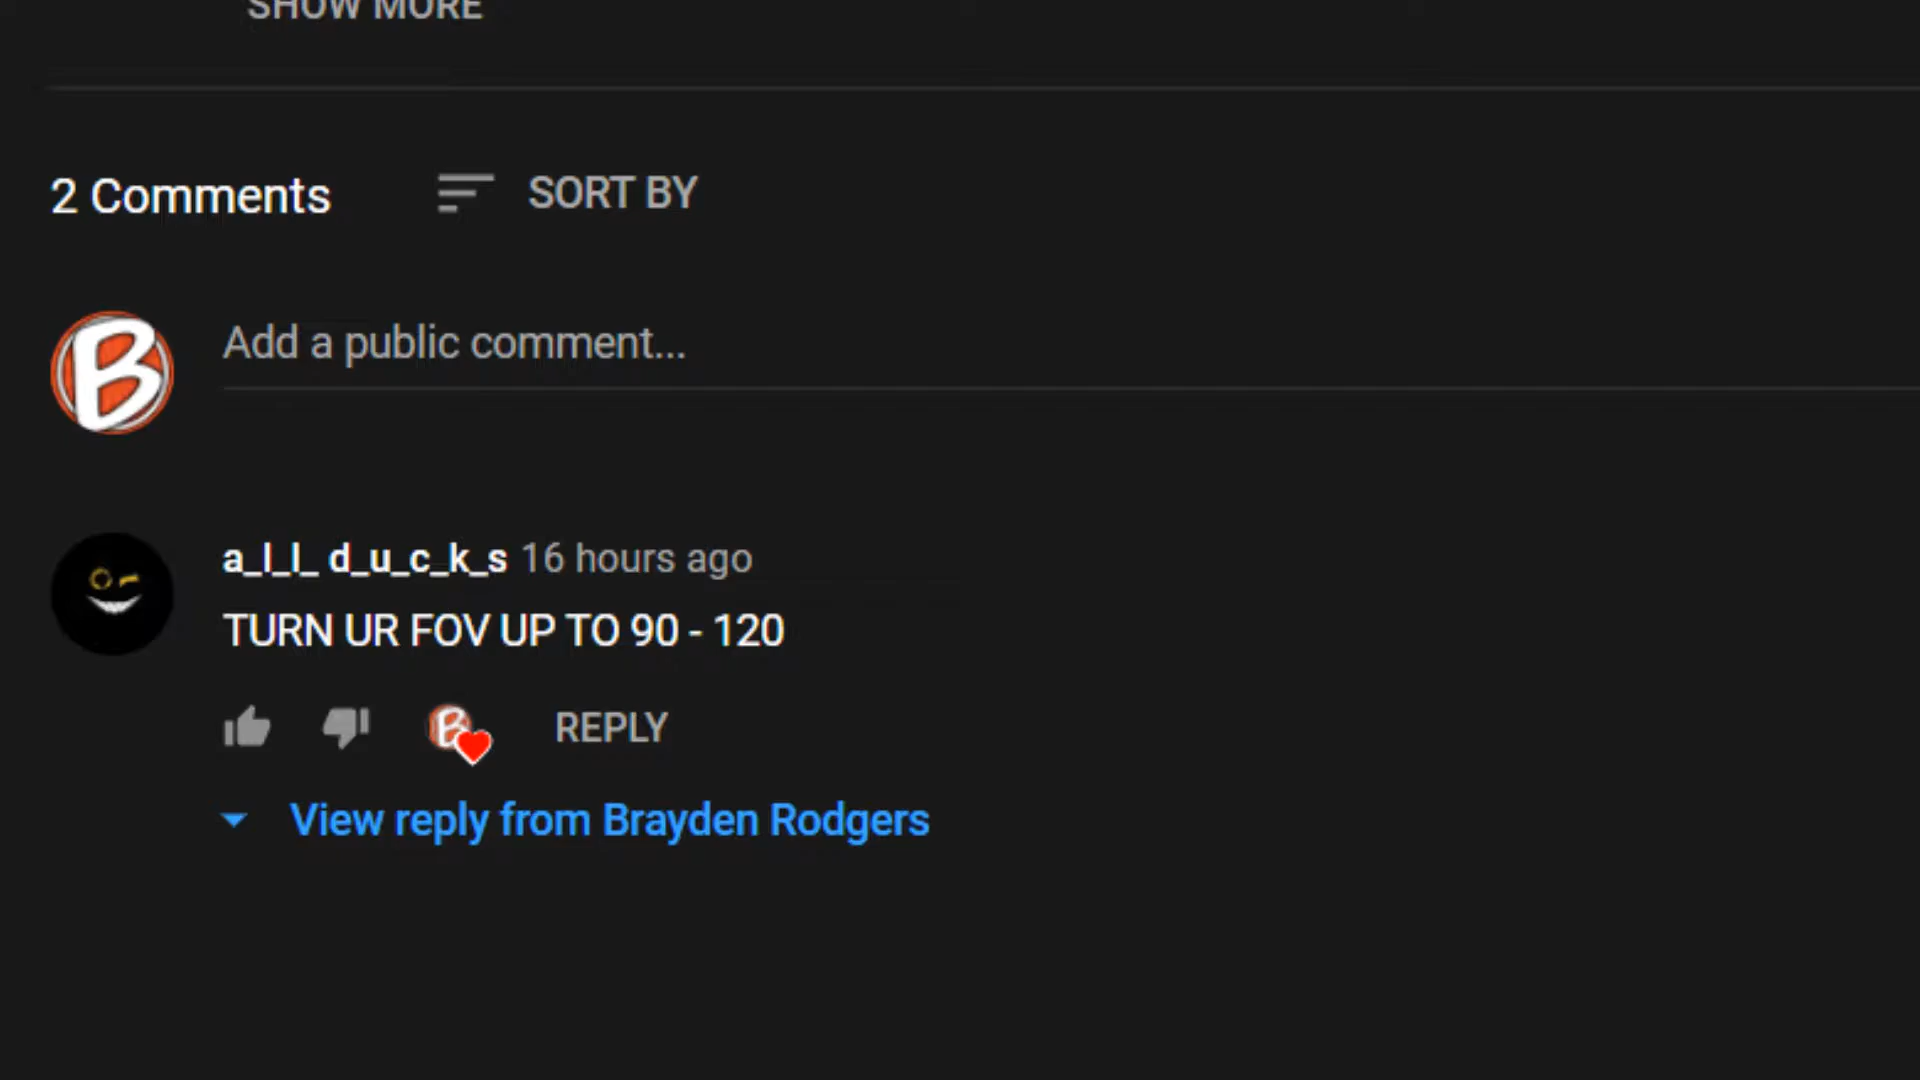 SHOW MORE
2 Comments SORT BY
B
Add a public comment...
a_l_l_ d_u_c_k_s 16 hours ago
TURN UR FOV UP TO 90 - 120
B REPLY
View reply from Brayden Rodgers